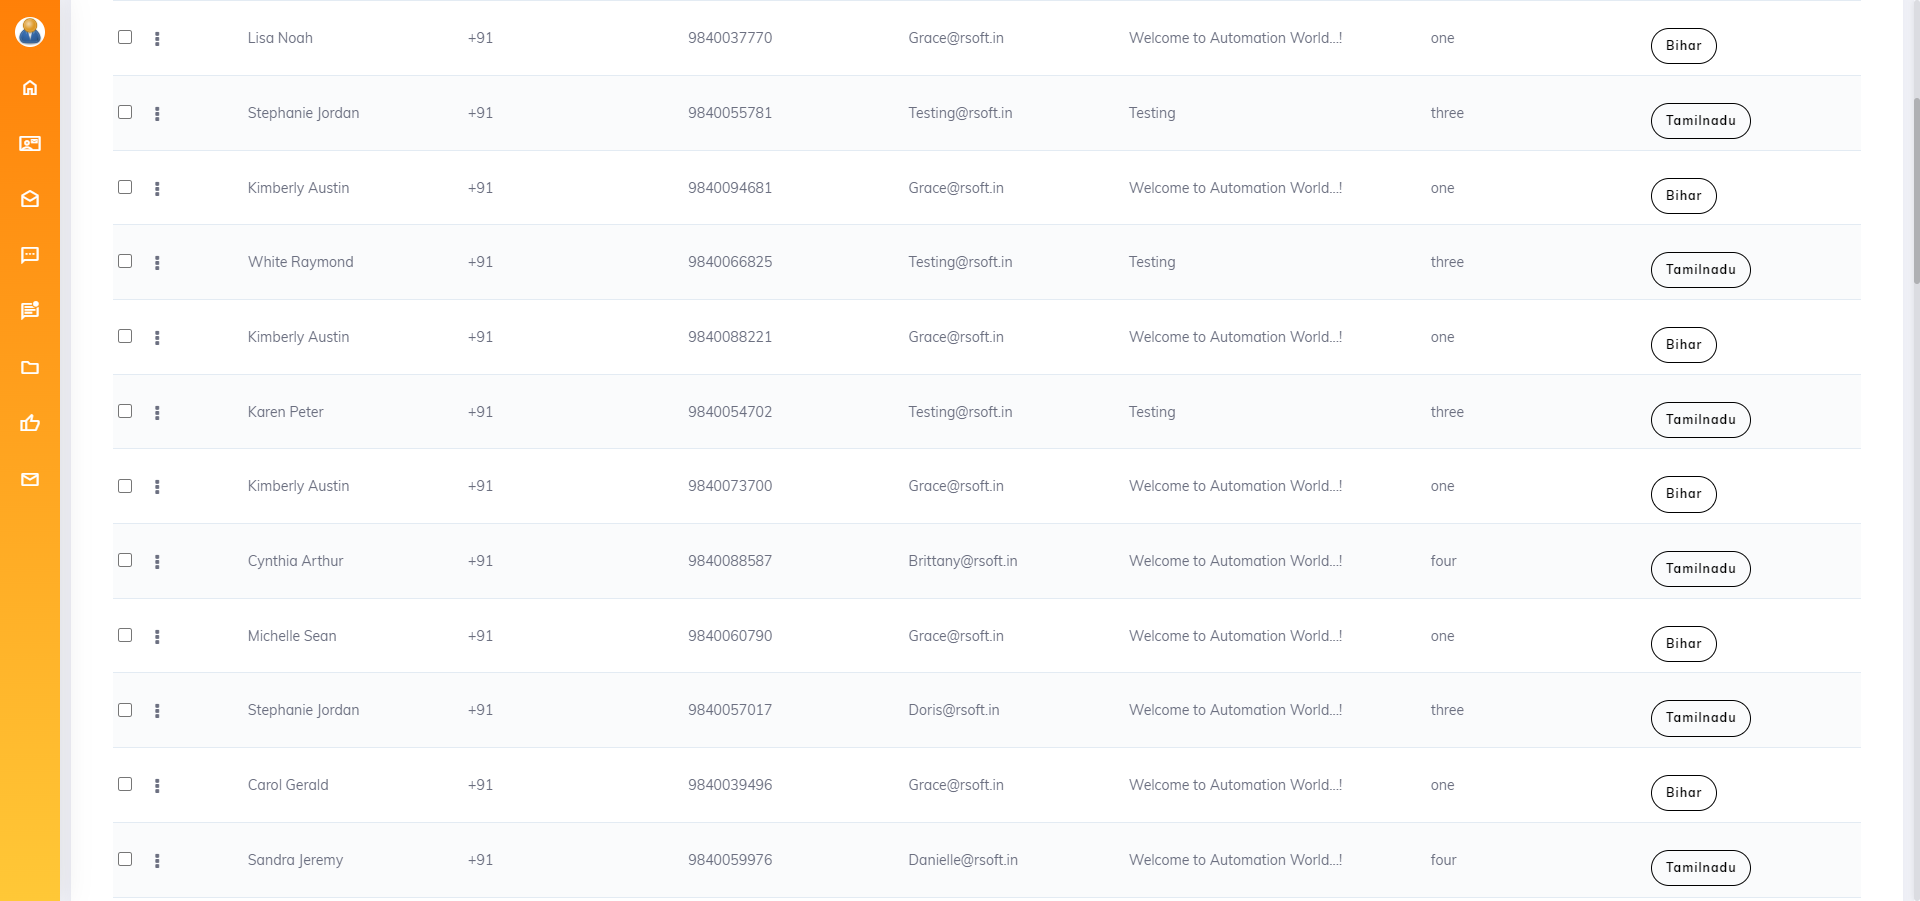 Lisa Noah +91 9840037770 Grace@rsoft.in Welcome to Automation World...! one Bihar
Stephanie Jordan +91 9840055781 Testing@rsoft.in Testing three Tamilnadu
Kimberly Austin +91 9840094681 Grace@rsoft.in Welcome to Automation World...! one Bihar
White Raymond +91 9840066825 Testing@rsoft.in Testing three Tamilnadu
Kimberly Austin +91 9840088221 Grace@rsoft.in Welcome to Automation World...! one Bihar
Karen Peter +91 9840054702 Testing@rsoft.in Testing three Tamilnadu
Kimberly Austin +91 9840073700 Grace@rsoft.in Welcome to Automation World...! one Bihar
Cynthia Arthur +91 9840088587 Brittany@rsoft.in Welcome to Automation World...! four Tamilnadu
Michelle Sean +91 9840060790 Grace@rsoft.in Welcome to Automation World...! one Bihar
Stephanie Jordan +91 9840057017 Doris@rsoft.in Welcome to Automation World...! three Tamilnadu
Carol Gerald +91 9840039496 Grace@rsoft.in Welcome to Automation World...! one Bihar
Sandra Jeremy +91 9840059976 Danielle@rsoft.in Welcome to Automation World...! four Tamilnadu